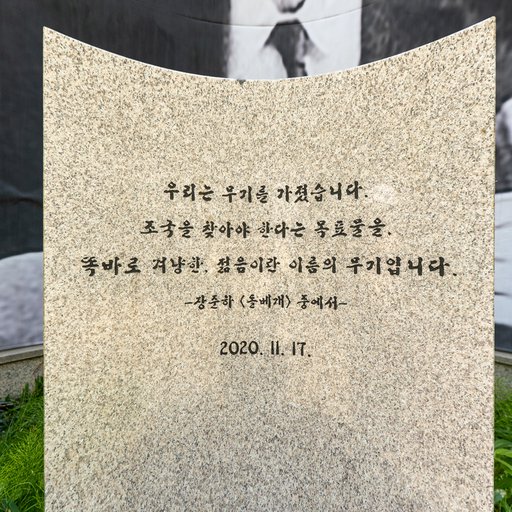 우리는 무기를 가졌습니다.
조국을 찾아야 한다는 목표물을,
똑바로 겨냥한, 젊음이란 이름의 무기입니다.
-장준하 <돌베개> 중에서-
2020. 11. 17.